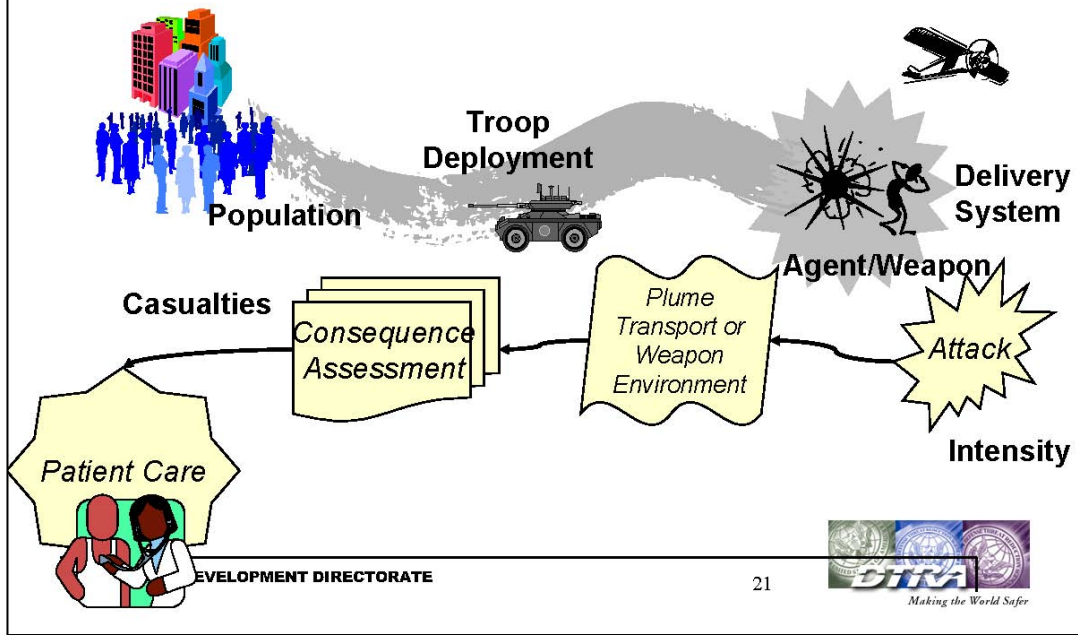 Troop
Deployment
Population
Delivery
System
Agent/Weapon
Casualties
Consequence
Assessment
Plume
Transport or
Weapon
Environment
Attack
Intensity
Patient Care
EVELOPMENT DIRECTORATE
21
DTRA
Making the World Safer